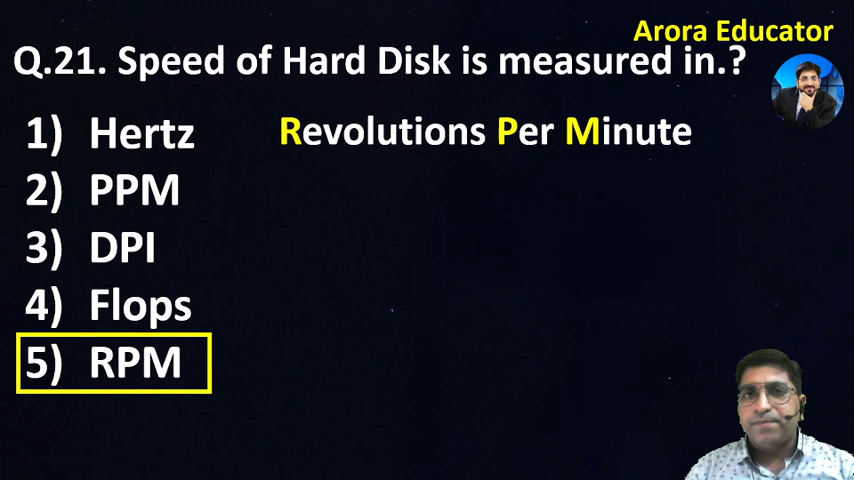 Arora Educator
Q.21. Speed of Hard Disk is measured in.?
1) Hertz
Revolutions Per Minute
2) PPM
3) DPI
4) Flops
5) RPM